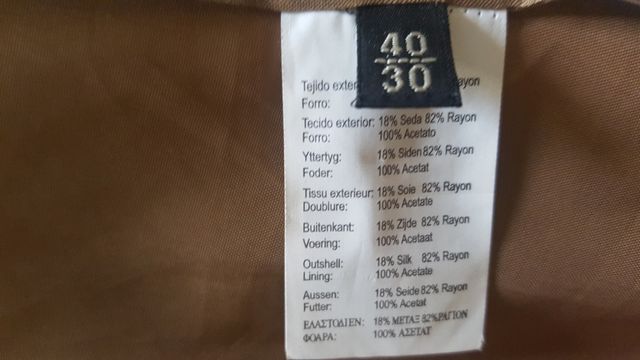 40
30
Tejido exter yon
Forro:
Tecido exterior: 18% Seda 82% Rayon
Forro: 100% Acetato
Yttertyg: 18% Siden 82% Rayon
Foder: 100% Acetat
Tissu exterieur: 18% Soie 82% Rayon
Doublure: 100% Acetate
Buitenkant: 18% Zijde 82% Rayon
Voering: 100% Acetaat
Outshell: 18% Silk 82% Rayon
Lining: 100% Acetate
Aussen: 18% Seide 82% Rayon
Futter: 100% Acetat
ΕΛΑΣΤΟΔΙΕΝ: 18% ΜΕΤΑΞ 82%ΡΑΓΙΟΝ
ΦΟΑΡΑ: 100% ΑΣΕΤΑΤ